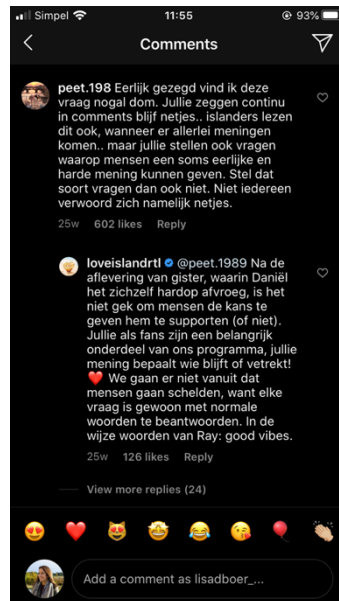 Simpel 11:55 93%
Comments
peet.198 Eerlijk gezegd vind ik deze
vraag nogal dom. Jullie zeggen continu
in comments blijf netjes.. islanders lezen
dit ook, wanneer er allerlei meningen
komen.. maar jullie stellen ook vragen
waarop mensen een soms eerlijke en
harde mening kunnen geven. Stel dat
soort vragen dan ook niet. Niet iedereen
verwoord zich namelijk netjes.
25w 602 likes Reply
loveislandrtl @peet.1989 Na de
aflevering van gister, waarin Daniël
het zichzelf hardop afvroeg, is het
niet gek om mensen de kans te
geven hem te supporten (of niet).
Jullie als fans zijn een belangrijk
onderdeel van ons programma, jullie
mening bepaalt wie blijft of vetrekt!
❤️ We gaan er niet vanuit dat
mensen gaan schelden, want elke
vraag is gewoon met normale
woorden te beantwoorden. In de
wijze woorden van Ray: good vibes.
25w 126 likes Reply
View more replies (24)
😍 ❤️ 😻 🤩 😂 😘 🎈 👏🏼
Add a comment as lisadboer_...